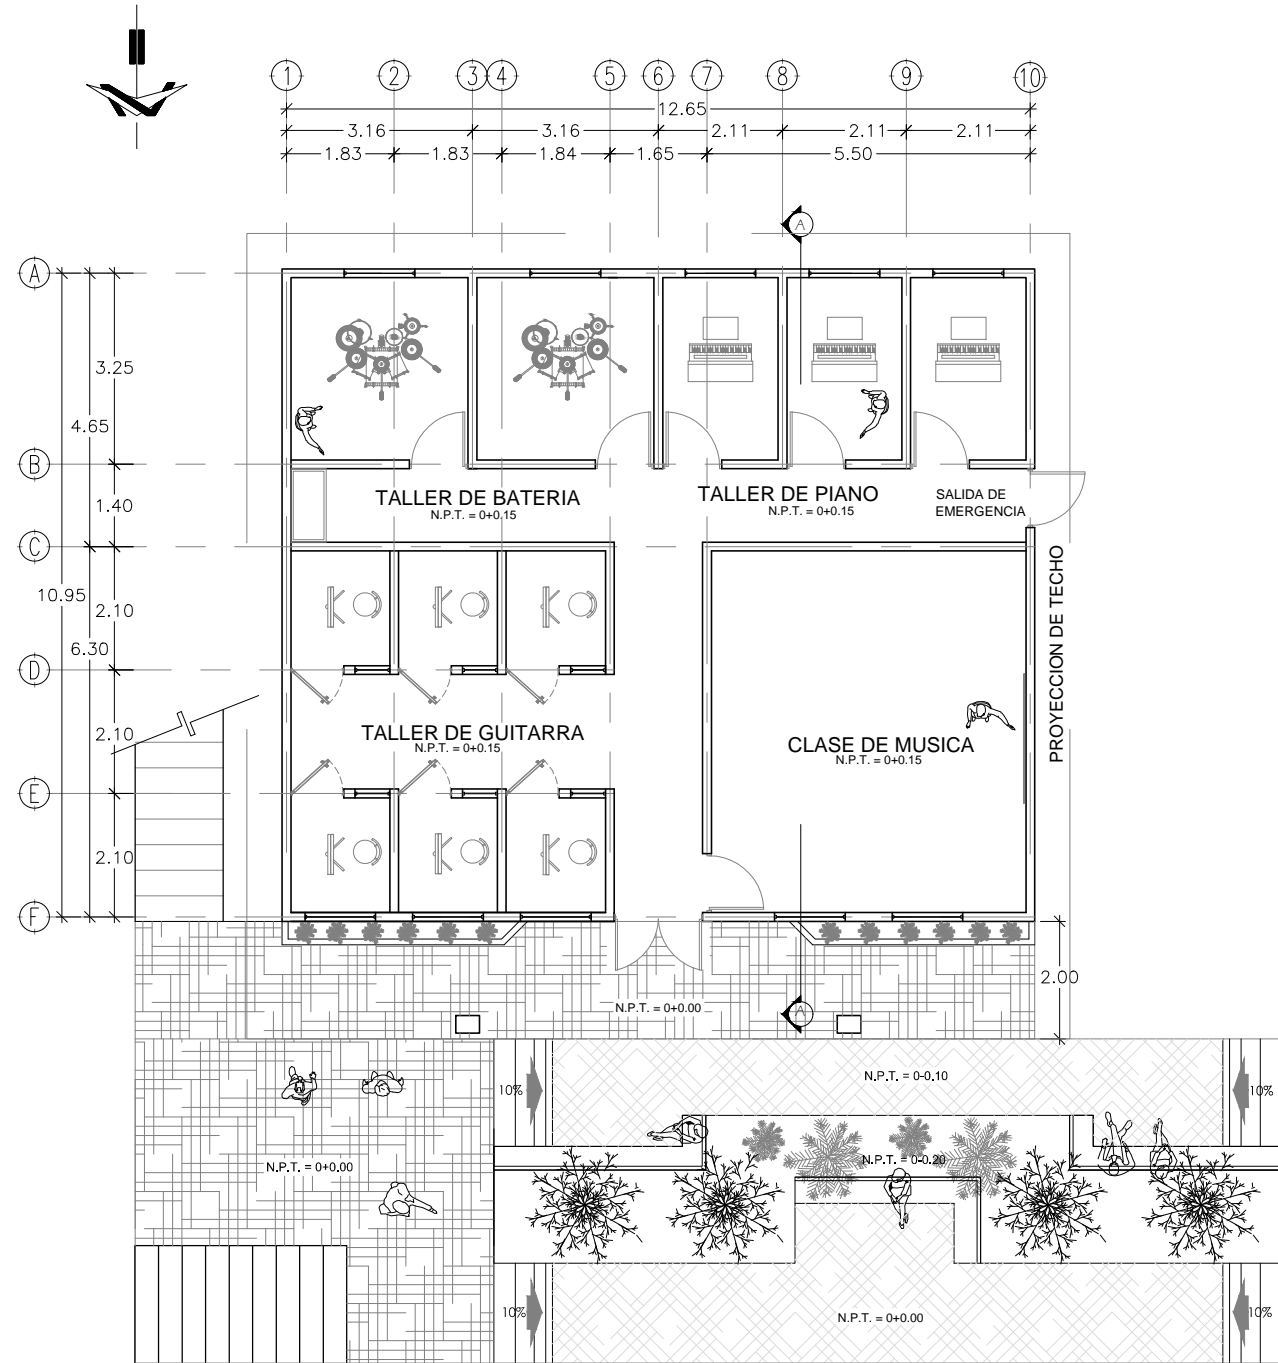 1 2 3 4 5 6 7 8 9 10
12.65
3.16 3.16 2.11 2.11 2.11
1.83 1.83 1.84 1.65 5.50
A
A
3.25
4.65
B
TALLER DE BATERIA
N.P.T. = 0+0.15
TALLER DE PIANO
N.P.T. = 0+0.15
SALIDA DE
EMERGENCIA
1.40
C
10.95
2.10
6.30
PROYECCION DE TECHO
D
2.10
TALLER DE GUITARRA
N.P.T. = 0+0.15
CLASE DE MUSICA
N.P.T. = 0+0.15
E
2.10
F
2.00
N.P.T. = 0+0.00
A
N.P.T. = 0-0.10
10%
10%
N.P.T. = 0+0.00
N.P.T. = 0-0.20
10%
10%
N.P.T. = 0+0.00